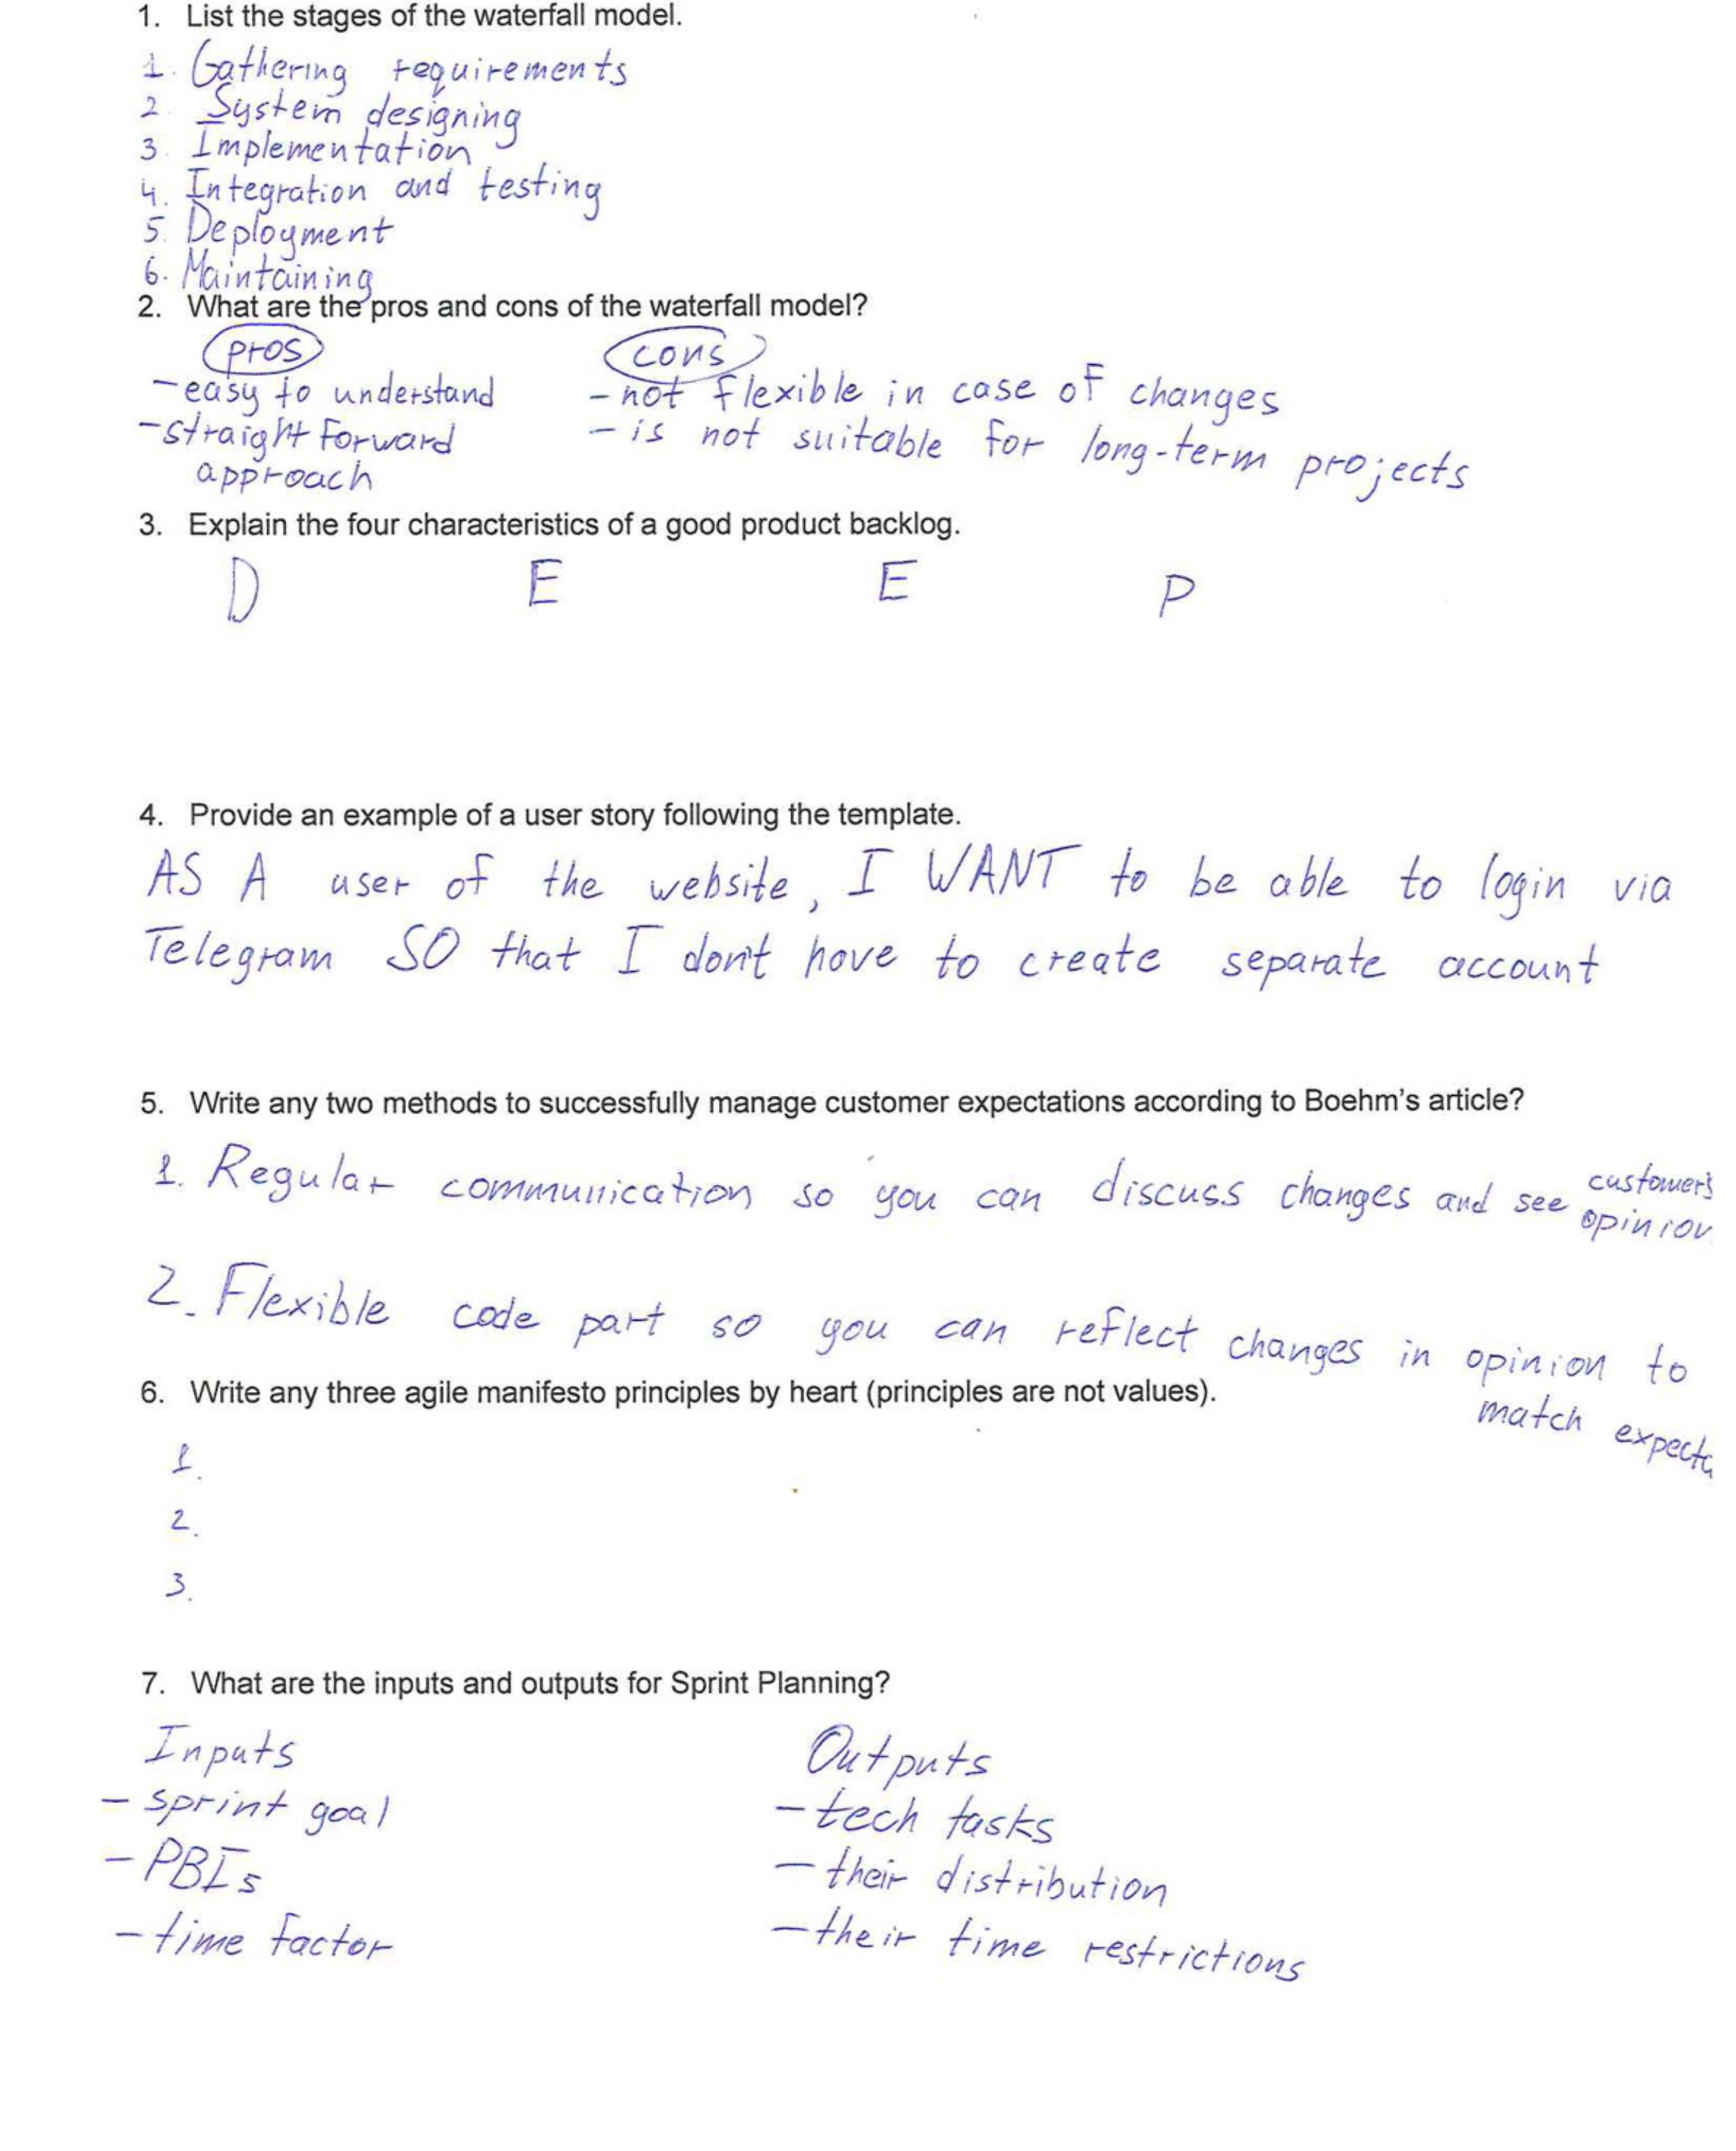 1. List the stages of the waterfall model.
1. Gathering requirements
2. System designing
3. Implementation
4. Integration and testing
5. Deployment
6. Maintaining
2. What are the pros and cons of the waterfall model?
pros
cons
- easy to understand
- not flexible in case of changes
- straight forward
- is not suitable for long-term projects
approach
3. Explain the four characteristics of a good product backlog.
D E E P
4. Provide an example of a user story following the template.
AS A user of the website, I WANT to be able to login via
Telegram SO that I don't have to create separate account
5. Write any two methods to successfully manage customer expectations according to Boehm's article?
1. Regular communication so you can discuss changes and see customer's
opinion
2. Flexible code part so you can reflect changes in opinion to
match expecta
6. Write any three agile manifesto principles by heart (principles are not values).
1.
2.
3.
7. What are the inputs and outputs for Sprint Planning?
Inputs
Outputs
- sprint goal
- tech tasks
- PBIs
- their distribution
- time factor
- their time restrictions